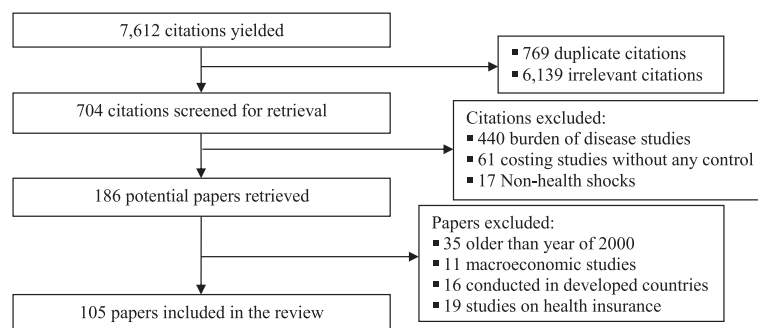 7,612 citations yielded
▪ 769 duplicate citations
▪ 6,139 irrelevant citations
704 citations screened for retrieval
Citations excluded:
▪ 440 burden of disease studies
▪ 61 costing studies without any control
▪ 17 Non-health shocks
186 potential papers retrieved
Papers excluded:
▪ 35 older than year of 2000
▪ 11 macroeconomic studies
▪ 16 conducted in developed countries
▪ 19 studies on health insurance
105 papers included in the review